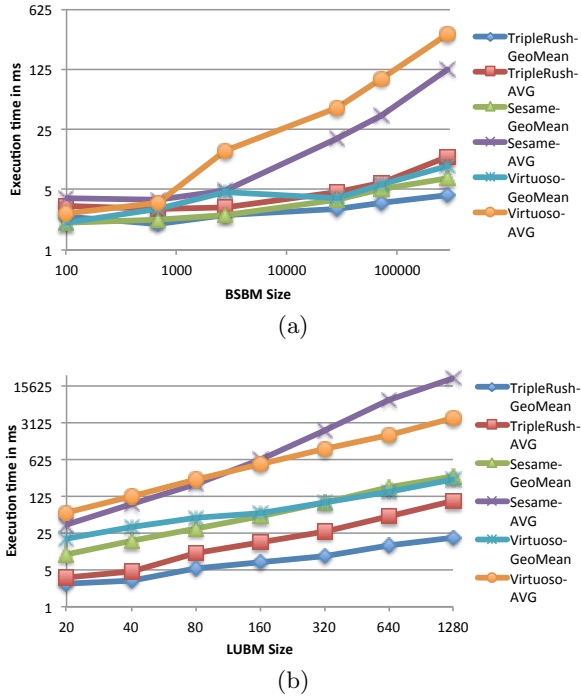 625
125
25
5
1
Execution time in ms
100
1000
10000
100000
BSBM Size
TripleRush-
GeoMean
TripleRush-
AVG
Sesame-
GeoMean
Sesame-
AVG
Virtuoso-
GeoMean
Virtuoso-
AVG
(a)
15625
3125
625
125
25
5
1
Execution time in ms
20
40
80
160
320
640
1280
LUBM Size
TripleRush-
GeoMean
TripleRush-
AVG
Sesame-
GeoMean
Sesame-
AVG
Virtuoso-
GeoMean
Virtuoso-
AVG
(b)